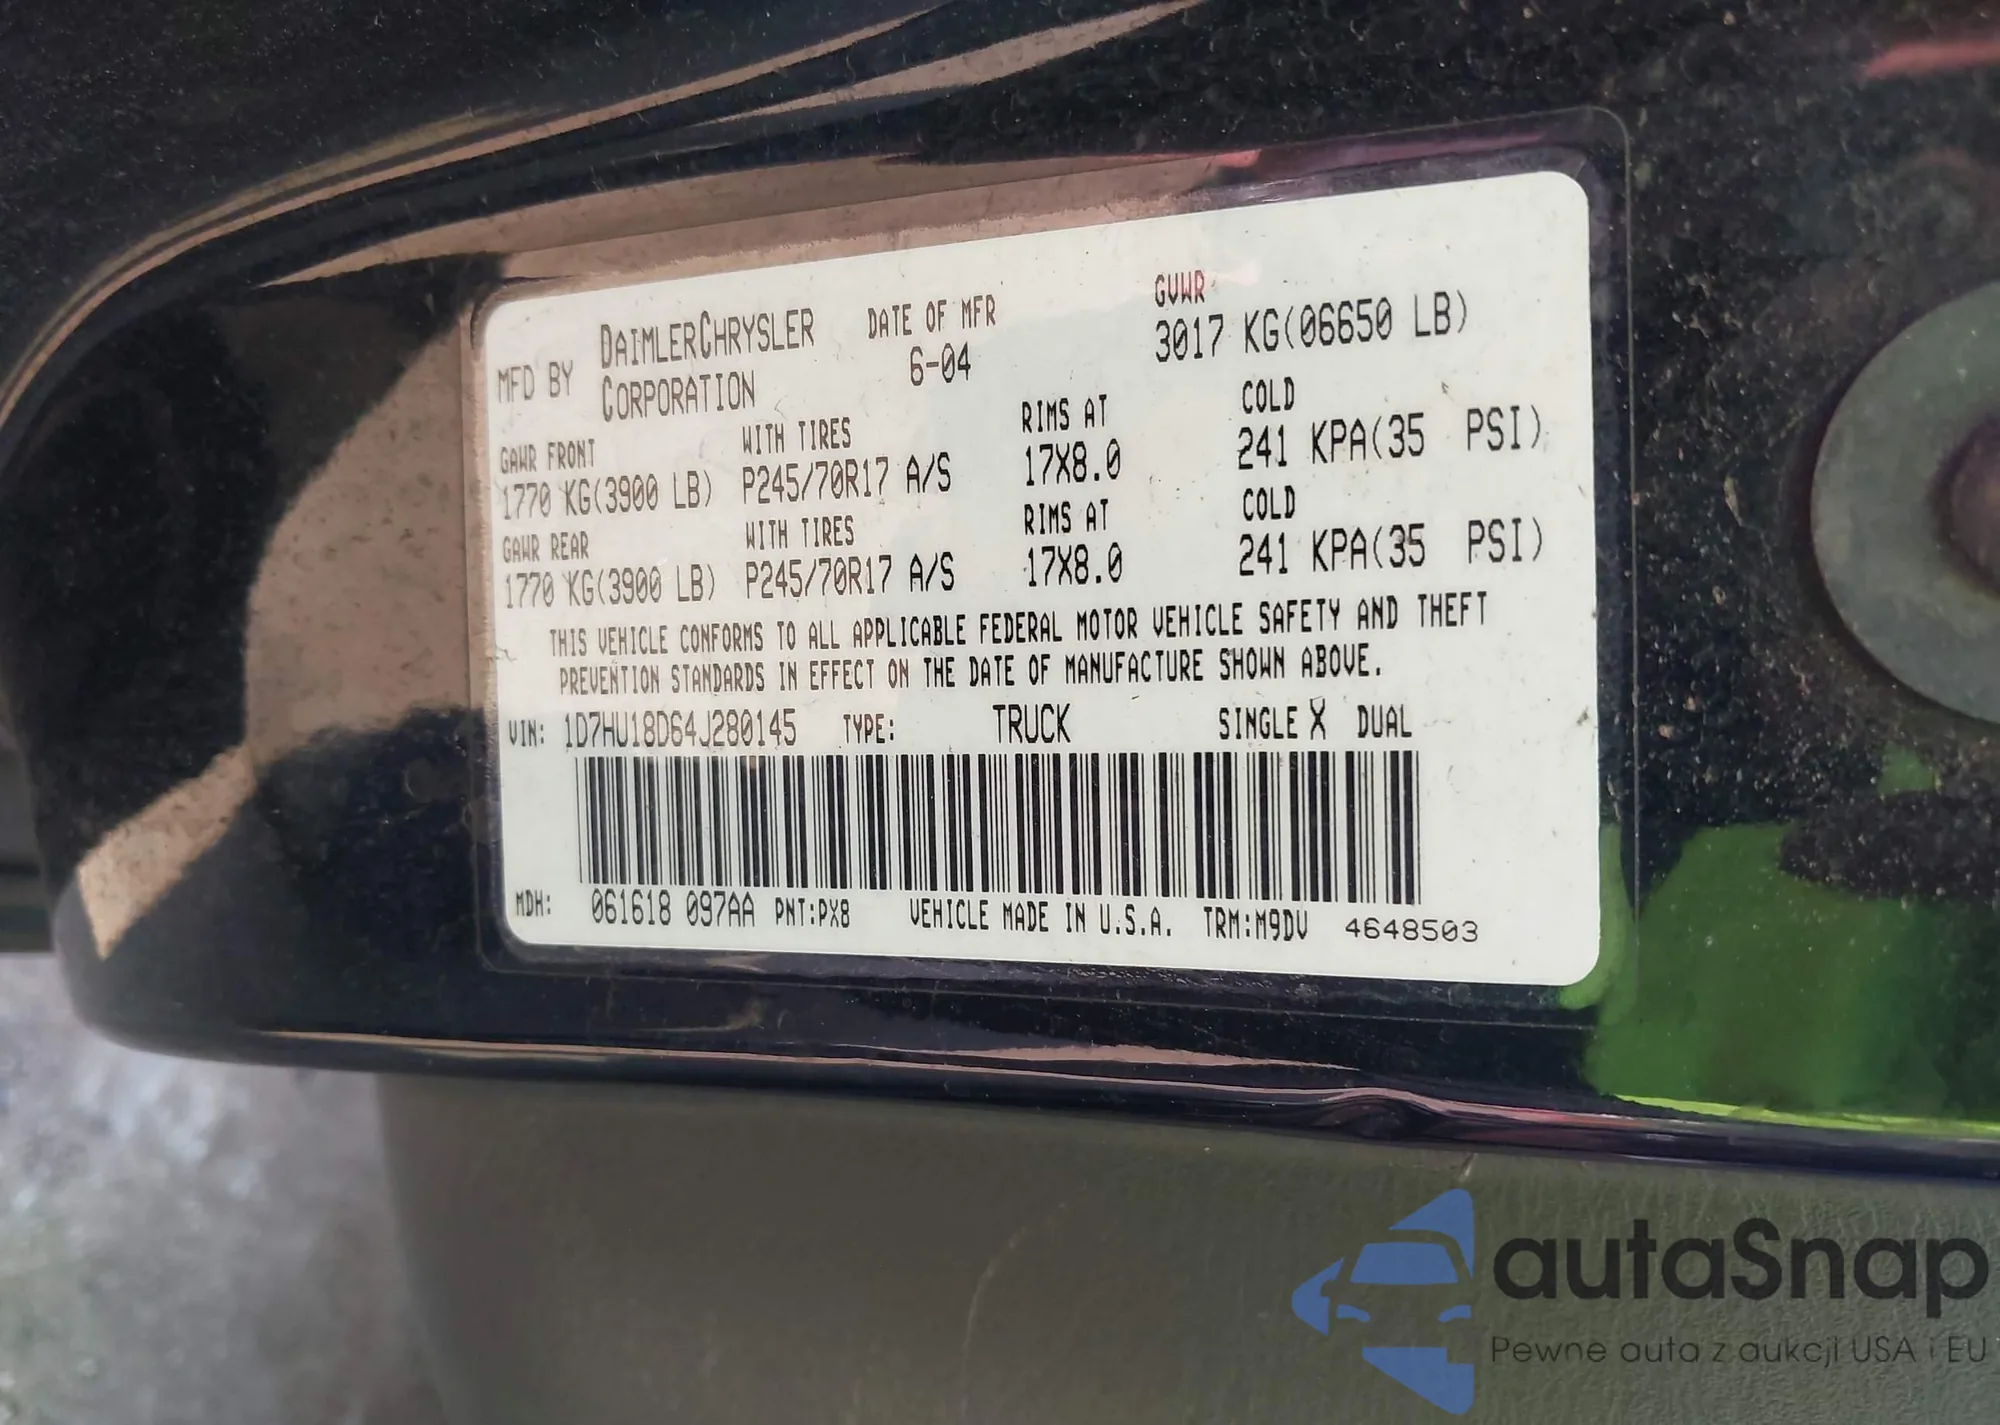 MFD BY DAIMLERCHRYSLER CORPORATION
DATE OF MFR 6-04
GVWR 3017 KG(06650 LB)
GAWR FRONT WITH TIRES RIMS AT COLD
1770 KG(3900 LB) P245/70R17 A/S 17X8.0 241 KPA(35 PSI)
GAWR REAR WITH TIRES RIMS AT COLD
1770 KG(3900 LB) P245/70R17 A/S 17X8.0 241 KPA(35 PSI)
THIS VEHICLE CONFORMS TO ALL APPLICABLE FEDERAL MOTOR VEHICLE SAFETY AND THEFT
PREVENTION STANDARDS IN EFFECT ON THE DATE OF MANUFACTURE SHOWN ABOVE.
VIN: 1D7HU18D64J280145 TYPE: TRUCK SINGLE X DUAL
MDH: 061618 097AA PNT:PX8 VEHICLE MADE IN U.S.A. TRM:M9DV 4648503
autaSnap
Pewne auta z aukcji USA i EU